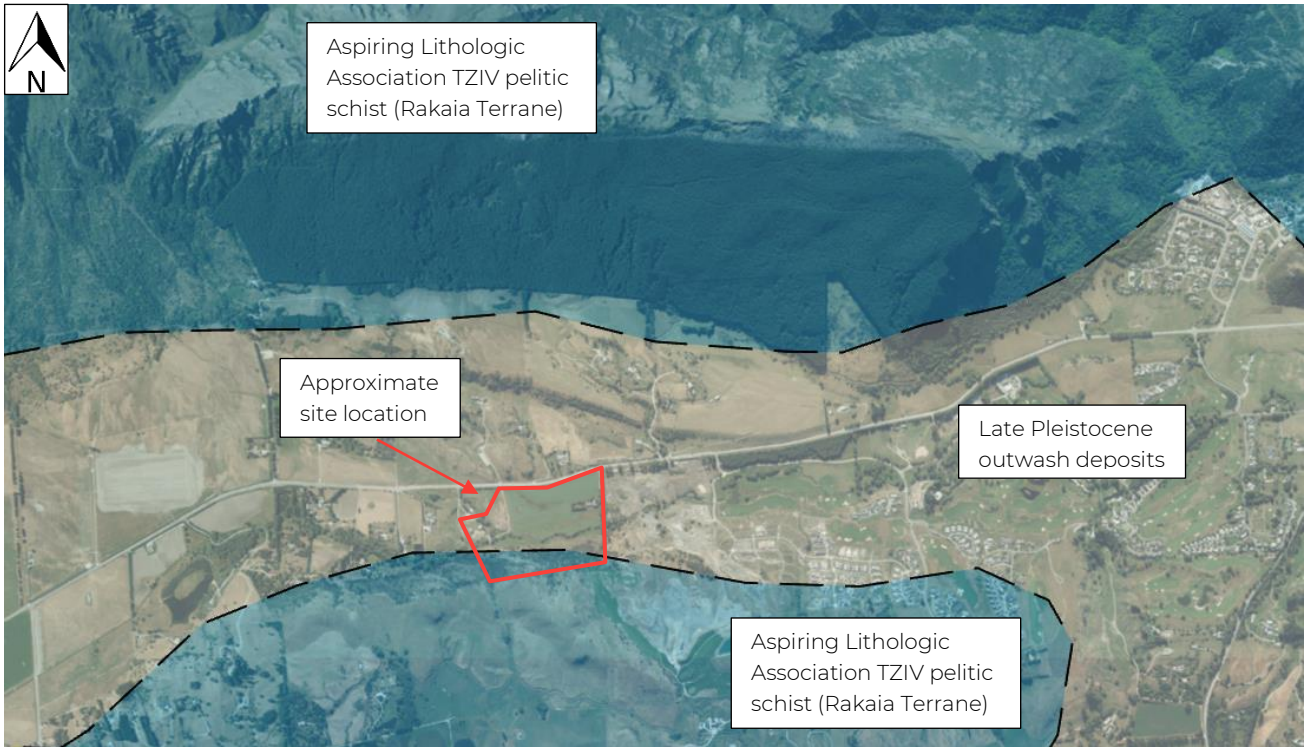 N
Aspiring Lithologic
Association TZIV pelitic
schist (Rakaia Terrane)
Approximate
site location
Late Pleistocene
outwash deposits
Aspiring Lithologic
Association TZIV pelitic
schist (Rakaia Terrane)